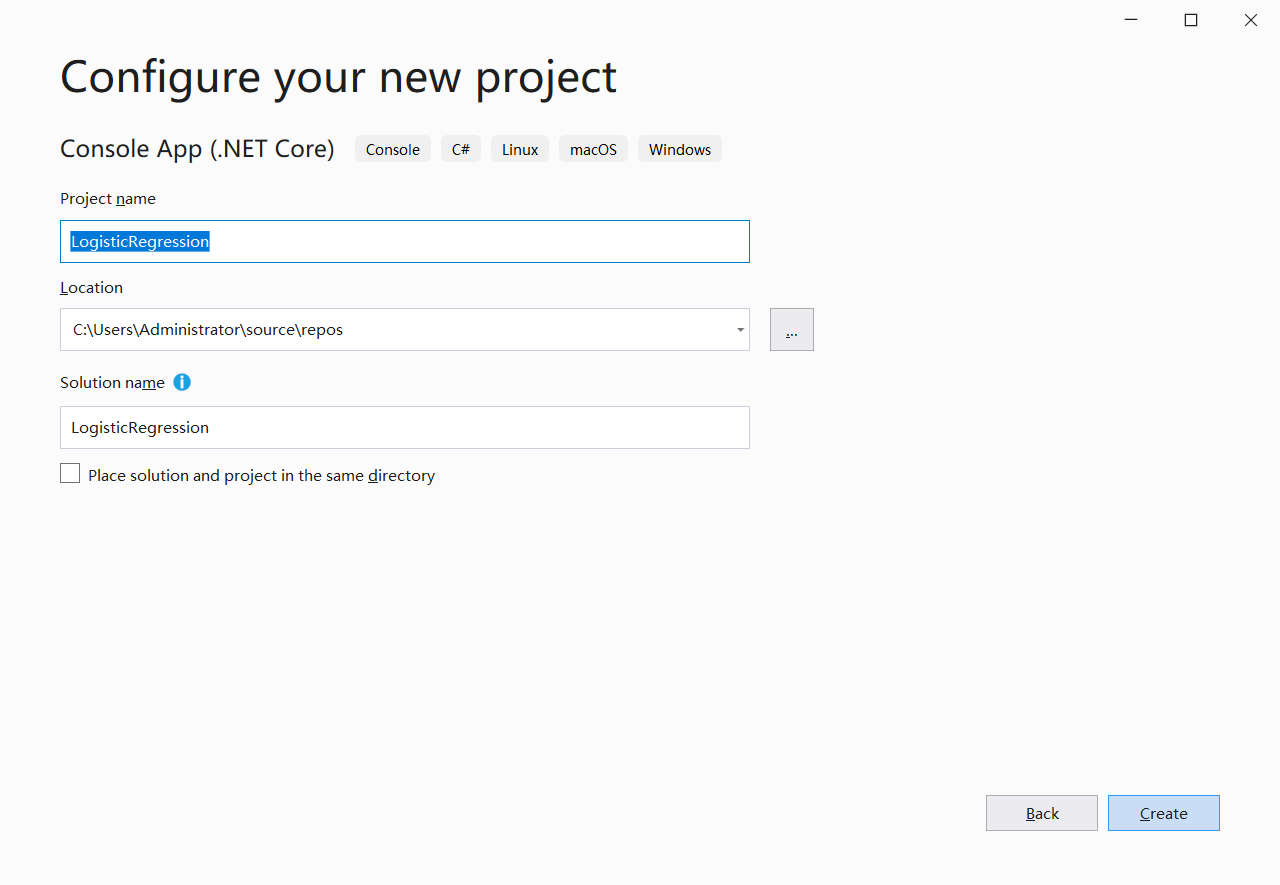 Configure your new project
Console App (.NET Core) Console C# Linux macOS Windows
Project name
LogisticRegression
Location
C:\Users\Administrator\source\repos
...
Solution name
LogisticRegression
Place solution and project in the same directory
Back Create